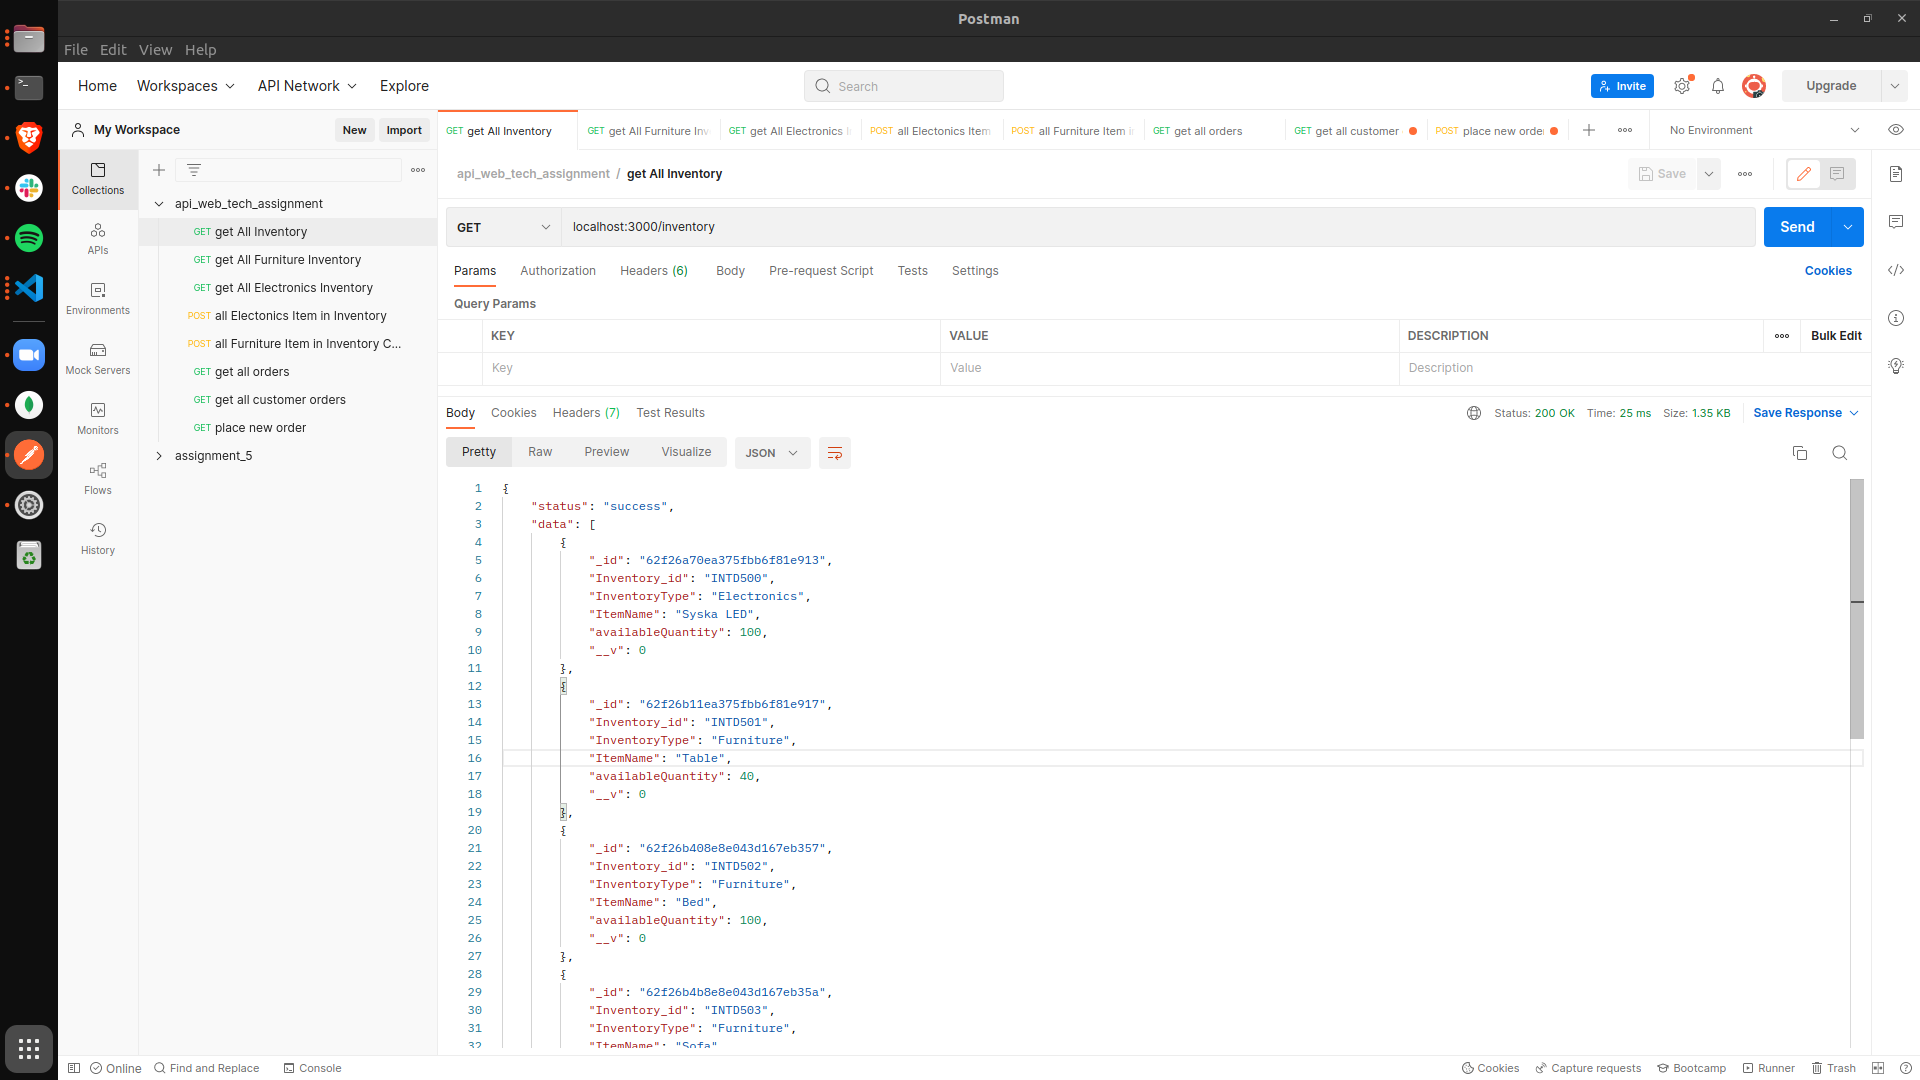 Postman
File Edit View Help
Home Workspaces API Network Explore
Search
Invite
Upgrade
My Workspace
New Import
GET get All Inventory
GET get All Furniture Inv
GET get All Electronics I
POST all Electonics Item
POST all Furniture Item i
GET get all orders
GET get all customer
POST place new orde
No Environment
Collections
APIs
Environments
Mock Servers
Monitors
Flows
History
api_web_tech_assignment
GET get All Inventory
GET get All Furniture Inventory
GET get All Electronics Inventory
POST all Electonics Item in Inventory
POST all Furniture Item in Inventory C...
GET get all orders
GET get all customer orders
GET place new order
assignment_5
api_web_tech_assignment / get All Inventory
Save
GET localhost:3000/inventory
Send
Params Authorization Headers (6) Body Pre-request Script Tests Settings
Cookies
Query Params
KEY VALUE DESCRIPTION Bulk Edit
Key Value Description
Body Cookies Headers (7) Test Results
Status: 200 OK Time: 25 ms Size: 1.35 KB Save Response
Pretty Raw Preview Visualize JSON
1 {
2 "status": "success",
3 "data": [
4 {
5 "_id": "62f26a70ea375fbb6f81e913",
6 "Inventory_id": "INTD500",
7 "InventoryType": "Electronics",
8 "ItemName": "Syska LED",
9 "availableQuantity": 100,
10 "__v": 0
11 },
12 {
13 "_id": "62f26b11ea375fbb6f81e917",
14 "Inventory_id": "INTD501",
15 "InventoryType": "Furniture",
16 "ItemName": "Table",
17 "availableQuantity": 40,
18 "__v": 0
19 },
20 {
21 "_id": "62f26b408e8e043d167eb357",
22 "Inventory_id": "INTD502",
23 "InventoryType": "Furniture",
24 "ItemName": "Bed",
25 "availableQuantity": 100,
26 "__v": 0
27 },
28 {
29 "_id": "62f26b4b8e8e043d167eb35a",
30 "Inventory_id": "INTD503",
31 "InventoryType": "Furniture",
32 "ItemName": "Sofa"
Online Find and Replace Console
Cookies Capture requests Bootcamp Runner Trash